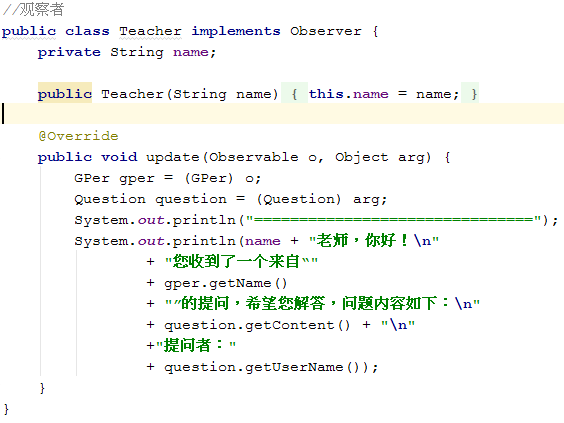 //观察者
public class Teacher implements Observer {
    private String name;
    public Teacher(String name) { this.name = name; }
    @Override
    public void update(Observable o, Object arg) {
        GPer gper = (GPer) o;
        Question question = (Question) arg;
        System.out.println("===============================");
        System.out.println(name + "老师，你好！\n"
                + "您收到了一个来自“"
                + gper.getName()
                + "”的提问，希望您解答，问题内容如下：\n"
                + question.getContent() + "\n"
                +"提问者："
                + question.getUserName());
    }
}